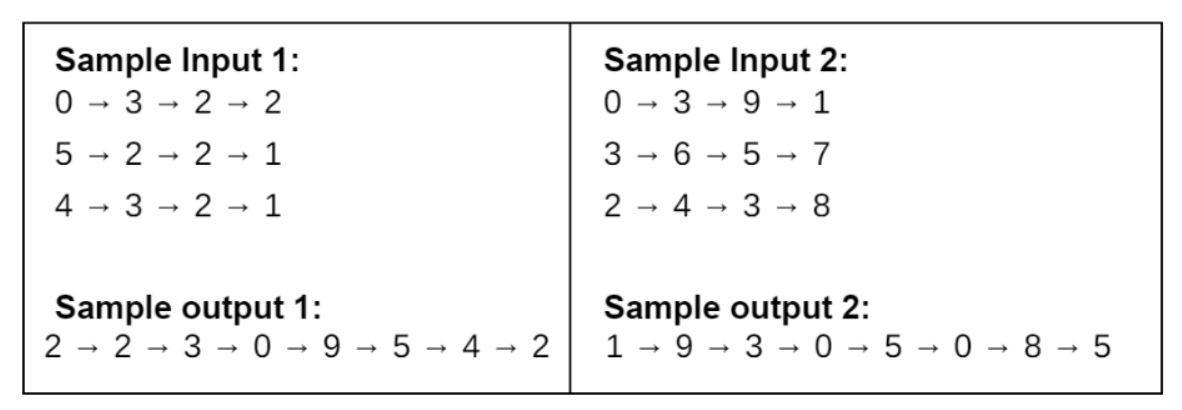 Sample Input 1:
0 → 3 → 2 → 2
5 → 2 → 2 → 1
4 → 3 → 2 → 1
Sample output 1:
2 → 2 → 3 → 0 → 9 → 5 → 4 → 2
Sample Input 2:
0 → 3 → 9 → 1
3 → 6 → 5 → 7
2 → 4 → 3 → 8
Sample output 2:
1 → 9 → 3 → 0 → 5 → 0 → 8 → 5